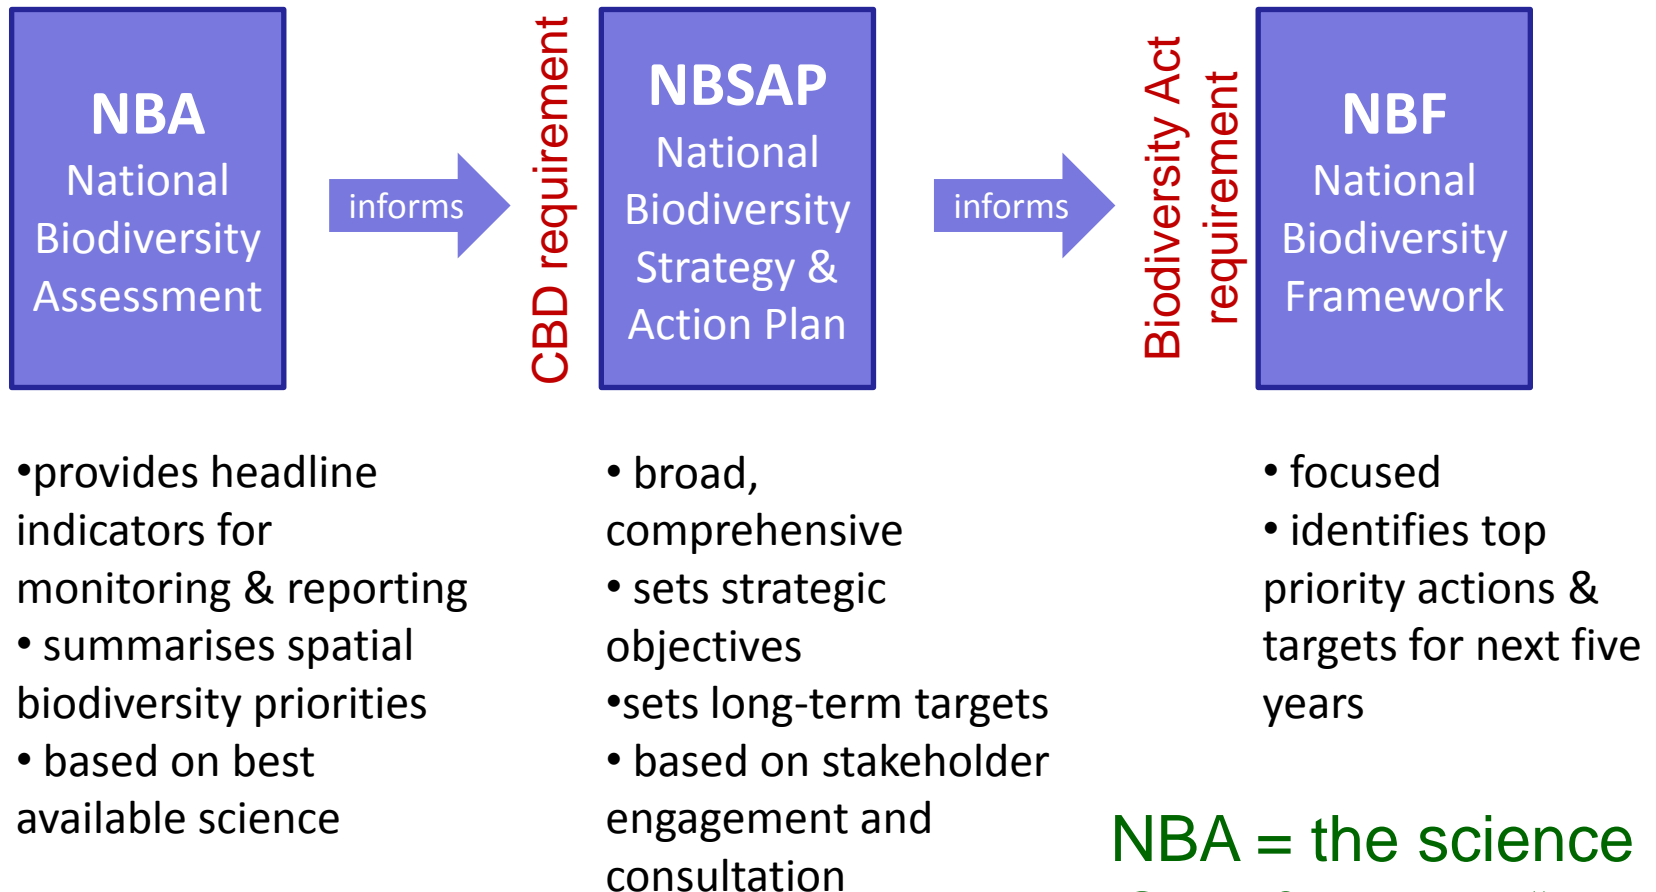 NBA
National
Biodiversity
Assessment
informs
CBD requirement
NBSAP
National
Biodiversity
Strategy &
Action Plan
informs
Biodiversity Act
requirement
NBF
National
Biodiversity
Framework
•provides headline
indicators for
monitoring & reporting
• summarises spatial
biodiversity priorities
• based on best
available science
• broad,
comprehensive
• sets strategic
objectives
•sets long-term targets
• based on stakeholder
engagement and
consultation
• focused
• identifies top
priority actions &
targets for next five
years
NBA = the science